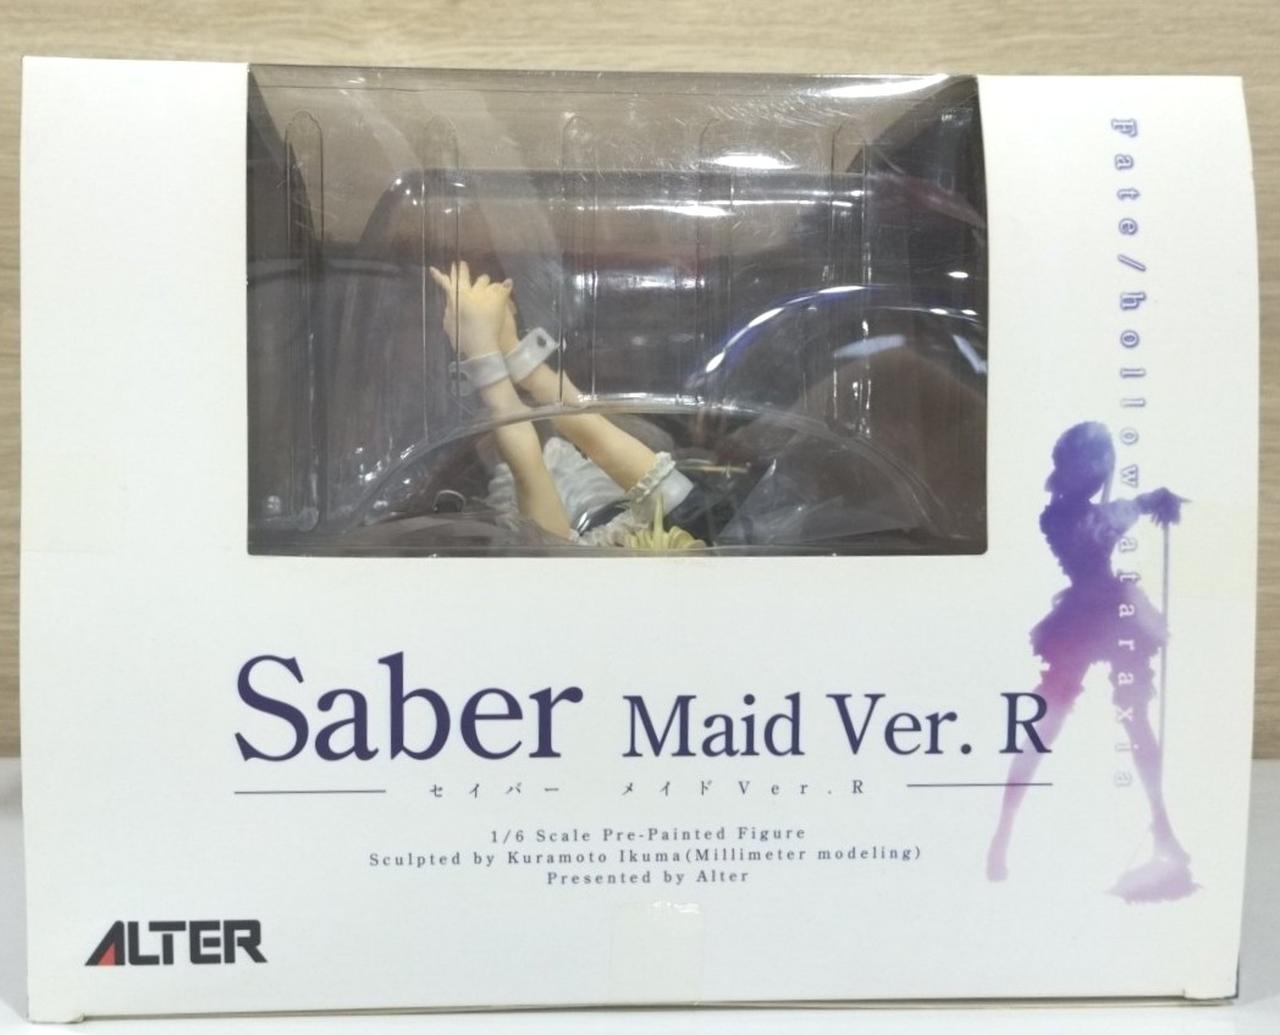 Fate/hollow ataraxia
Saber Maid Ver. R
セイバー メイドVer.R
1/6 Scale Pre-Painted Figure
Sculpted by Kuramoto Ikuma(Millimeter modeling)
Presented by Alter
ALTER